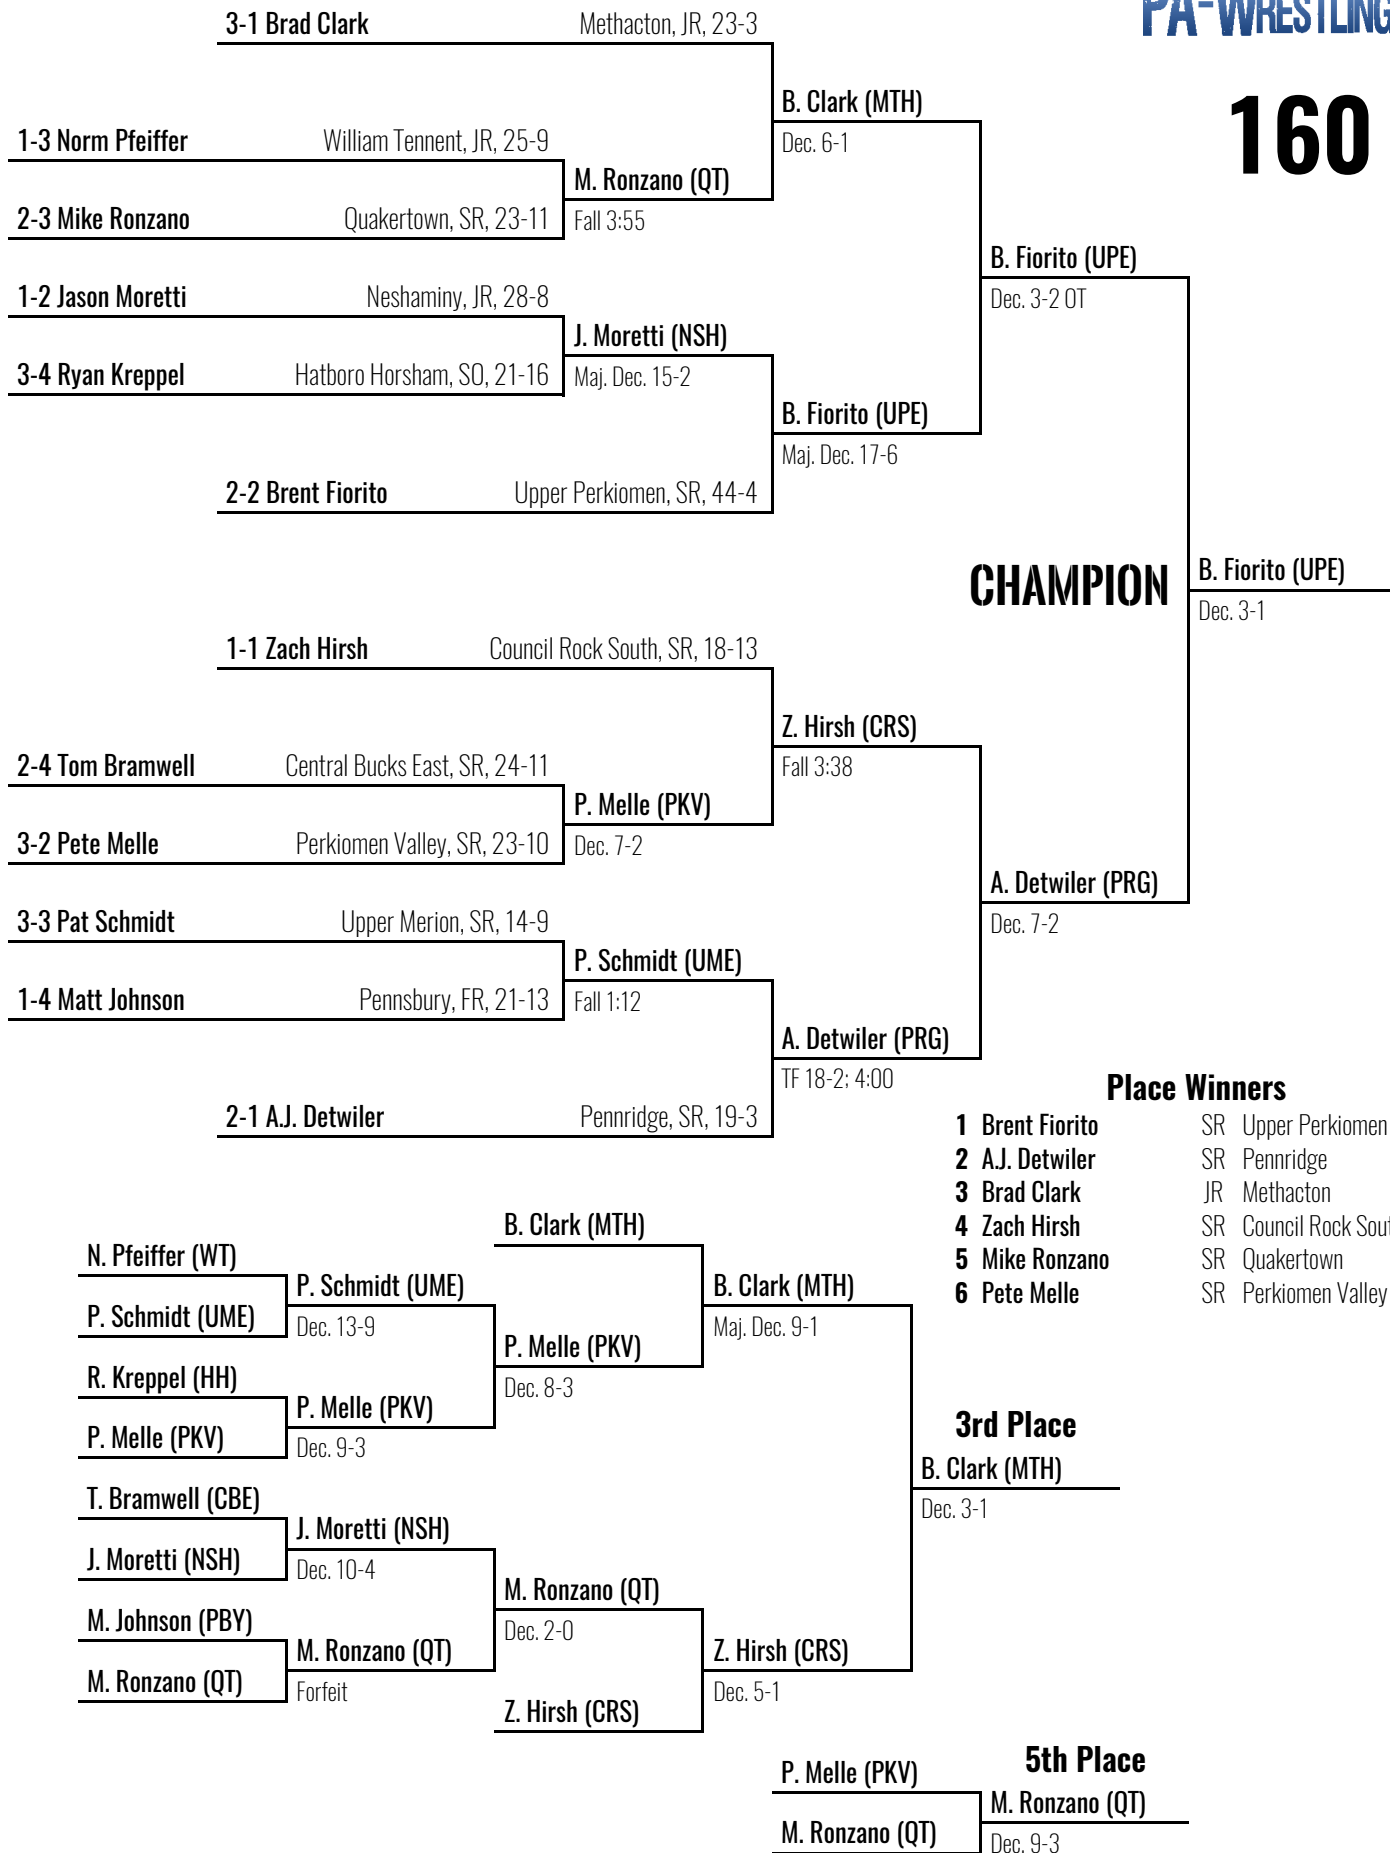 PA-WRESTLING
160
3-1 Brad Clark Methacton, JR, 23-3
B. Clark (MTH)
Dec. 6-1
1-3 Norm Pfeiffer William Tennent, JR, 25-9
M. Ronzano (QT)
Fall 3:55
2-3 Mike Ronzano Quakertown, SR, 23-11
B. Fiorito (UPE)
Dec. 3-2 OT
1-2 Jason Moretti Neshaminy, JR, 28-8
J. Moretti (NSH)
Maj. Dec. 15-2
3-4 Ryan Kreppel Hatboro Horsham, SO, 21-16
B. Fiorito (UPE)
Maj. Dec. 17-6
2-2 Brent Fiorito Upper Perkiomen, SR, 44-4
CHAMPION
B. Fiorito (UPE)
Dec. 3-1
1-1 Zach Hirsh Council Rock South, SR, 18-13
Z. Hirsh (CRS)
Fall 3:38
2-4 Tom Bramwell Central Bucks East, SR, 24-11
P. Melle (PKV)
Dec. 7-2
3-2 Pete Melle Perkiomen Valley, SR, 23-10
A. Detwiler (PRG)
Dec. 7-2
3-3 Pat Schmidt Upper Merion, SR, 14-9
P. Schmidt (UME)
Fall 1:12
1-4 Matt Johnson Pennsbury, FR, 21-13
A. Detwiler (PRG)
TF 18-2; 4:00
2-1 A.J. Detwiler Pennridge, SR, 19-3
Place Winners
1 Brent Fiorito SR Upper Perkiomen
2 A.J. Detwiler SR Pennridge
3 Brad Clark JR Methacton
4 Zach Hirsh SR Council Rock
5 Mike Ronzano SR Quakertown
6 Pete Melle SR Perkiomen Valley
B. Clark (MTH)
N. Pfeiffer (WT)
P. Schmidt (UME)
Dec. 13-9
P. Schmidt (UME)
B. Clark (MTH)
Maj. Dec. 9-1
P. Melle (PKV)
Dec. 8-3
R. Kreppel (HH)
P. Melle (PKV)
Dec. 9-3
P. Melle (PKV)
3rd Place
B. Clark (MTH)
Dec. 3-1
T. Bramwell (CBE)
J. Moretti (NSH)
Dec. 10-4
J. Moretti (NSH)
M. Ronzano (QT)
Dec. 2-0
M. Johnson (PBY)
M. Ronzano (QT)
Forfeit
M. Ronzano (QT)
Z. Hirsh (CRS)
Dec. 5-1
Z. Hirsh (CRS)
5th Place
P. Melle (PKV)
M. Ronzano (QT)
Dec. 9-3
M. Ronzano (QT)